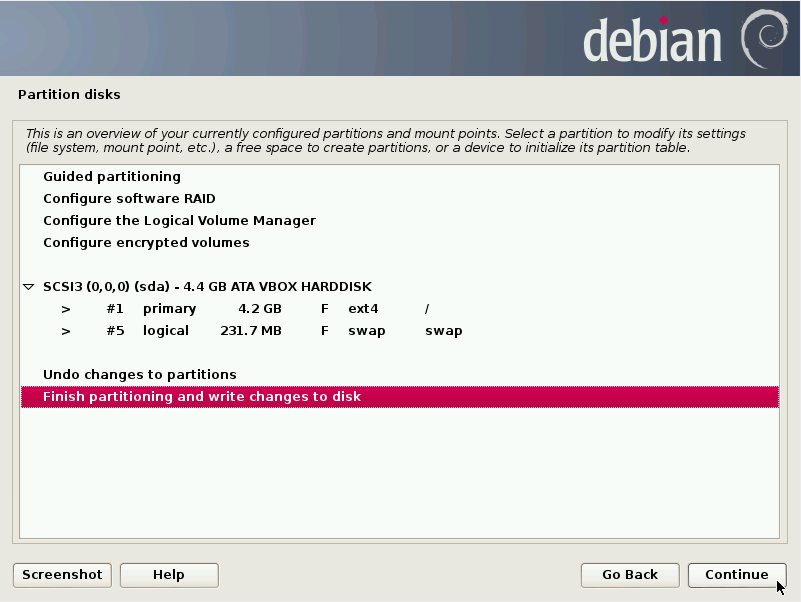 debian
Partition disks
This is an overview of your currently configured partitions and mount points. Select a partition to modify its settings
(file system, mount point, etc.), a free space to create partitions, or a device to initialize its partition table.
Guided partitioning
Configure software RAID
Configure the Logical Volume Manager
Configure encrypted volumes
SCSI3 (0,0,0) (sda) - 4.4 GB ATA VBOX HARDDISK
> #1 primary 4.2 GB F ext4 /
> #5 logical 231.7 MB F swap swap
Undo changes to partitions
Finish partitioning and write changes to disk
Screenshot Help Go Back Continue